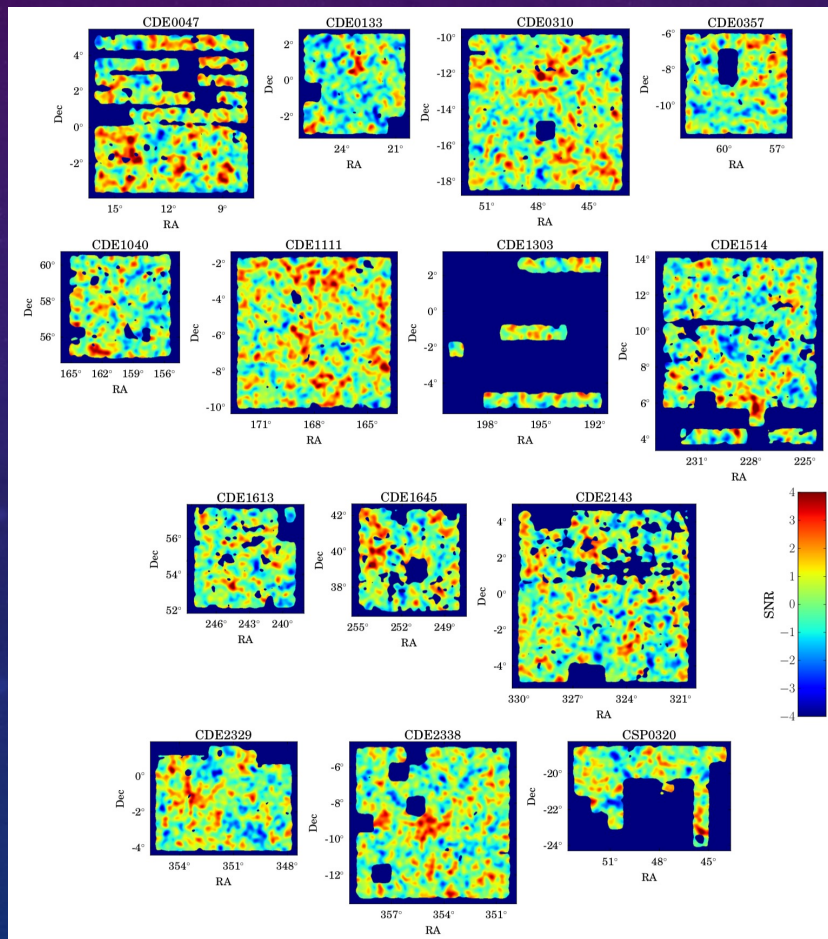 CDE0047
4°
2°
0°
-2°
Dec
15°
12°
9°
RA
CDE0133
2°
0°
-2°
Dec
24°
21°
RA
CDE0310
-10°
-12°
-14°
-16°
-18°
Dec
51°
48°
45°
RA
CDE0357
-6°
-8°
-10°
Dec
60°
57°
RA
CDE1040
60°
58°
56°
Dec
165°
162°
159°
156°
RA
CDE1111
-2°
-4°
-6°
-8°
-10°
Dec
171°
168°
165°
RA
CDE1303
2°
0°
-2°
-4°
Dec
198°
195°
192°
RA
CDE1514
14°
12°
10°
8°
6°
4°
Dec
231°
228°
225°
RA
CDE1613
56°
54°
52°
Dec
246°
243°
240°
RA
CDE1645
42°
40°
38°
Dec
255°
252°
249°
RA
CDE2143
4°
2°
0°
-2°
-4°
Dec
330°
327°
324°
321°
RA
4
3
2
1
0
−1
−2
−3
−4
SNR
CDE2329
0°
-2°
-4°
Dec
354°
351°
348°
RA
CDE2338
-6°
-8°
-10°
-12°
Dec
357°
354°
351°
RA
CSP0320
-20°
-22°
-24°
Dec
51°
48°
45°
RA